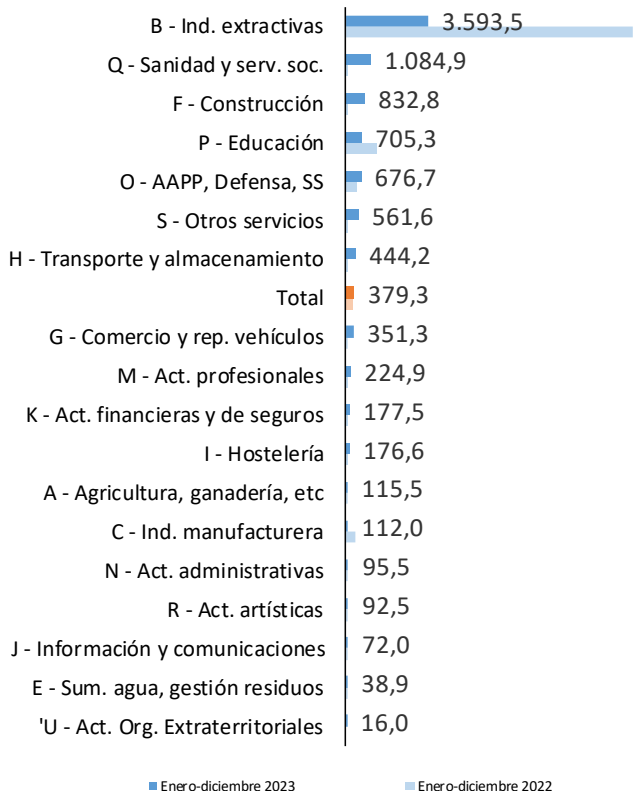 B - Ind. extractivas 3.593,5
Q - Sanidad y serv. soc. 1.084,9
F - Construcción 832,8
P - Educación 705,3
O - AAPP, Defensa, SS 676,7
S - Otros servicios 561,6
H - Transporte y almacenamiento 444,2
Total 379,3
G - Comercio y rep. vehículos 351,3
M - Act. profesionales 224,9
K - Act. financieras y de seguros 177,5
I - Hostelería 176,6
A - Agricultura, ganadería, etc 115,5
C - Ind. manufacturera 112,0
N - Act. administrativas 95,5
R - Act. artísticas 92,5
J - Información y comunicaciones 72,0
E - Sum. agua, gestión residuos 38,9
'U - Act. Org. Extraterritoriales 16,0
Enero-diciembre 2023 Enero-diciembre 2022